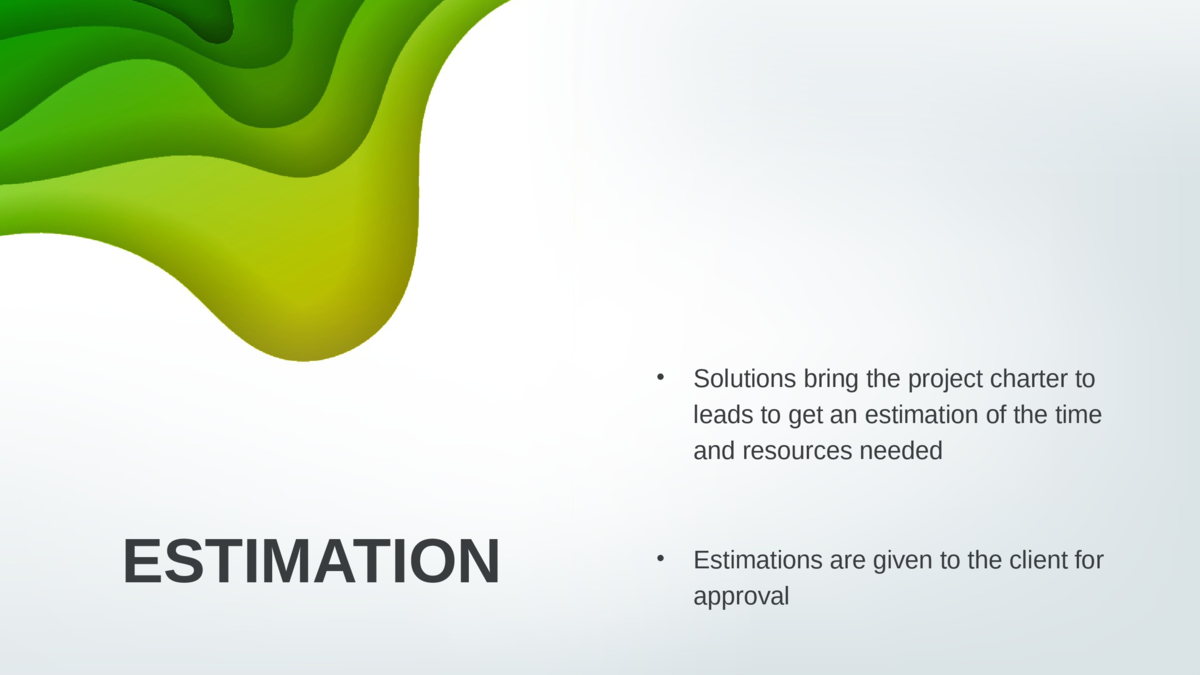 ESTIMATION
• Solutions bring the project charter to
leads to get an estimation of the time
and resources needed
• Estimations are given to the client for
approval